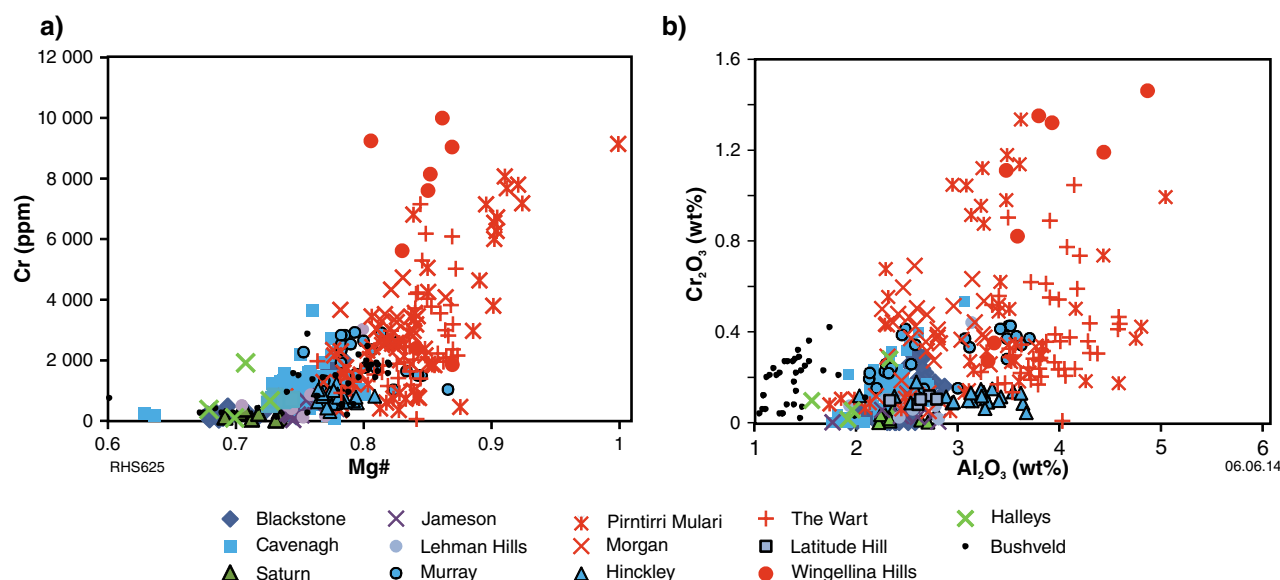 a)
b)
12 000
10 000
8 000
6 000
4 000
2 000
0
Cr (ppm)
0.6
0.7
0.8
0.9
1
Mg#
RHS625
1.6
1.2
0.8
0.4
0
Cr₂O₃ (wt%)
1
2
3
4
5
6
Al₂O₃ (wt%)
06.06.14
Blackstone
Jameson
Pirntirri Mulari
The Wart
Halleys
Cavenagh
Lehman Hills
Morgan
Latitude Hill
Bushveld
Saturn
Murray
Hinckley
Wingellina Hills